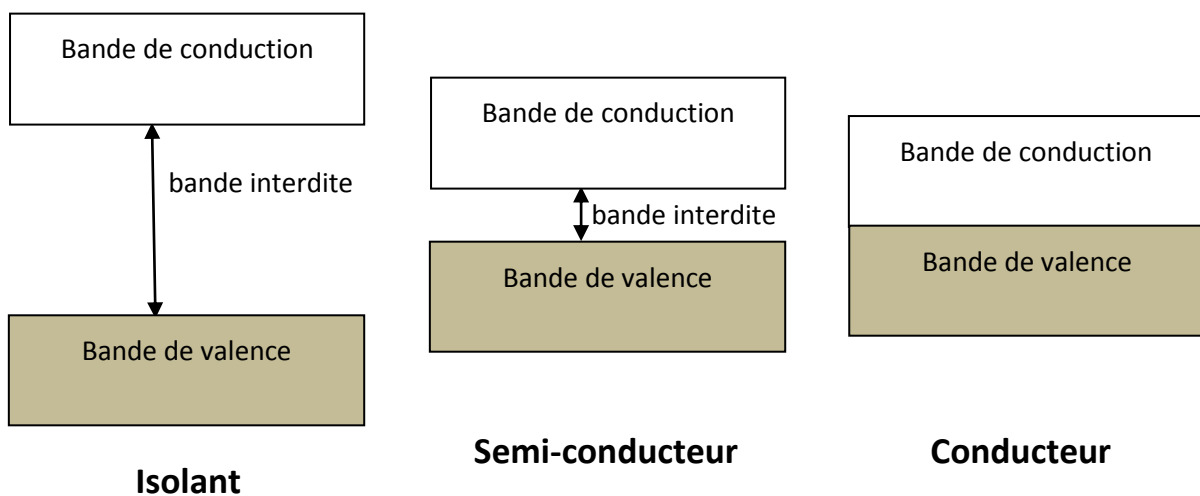 Bande de conduction
bande interdite
Bande de valence
Isolant
Bande de conduction
bande interdite
Bande de valence
Semi-conducteur
Bande de conduction
Bande de valence
Conducteur